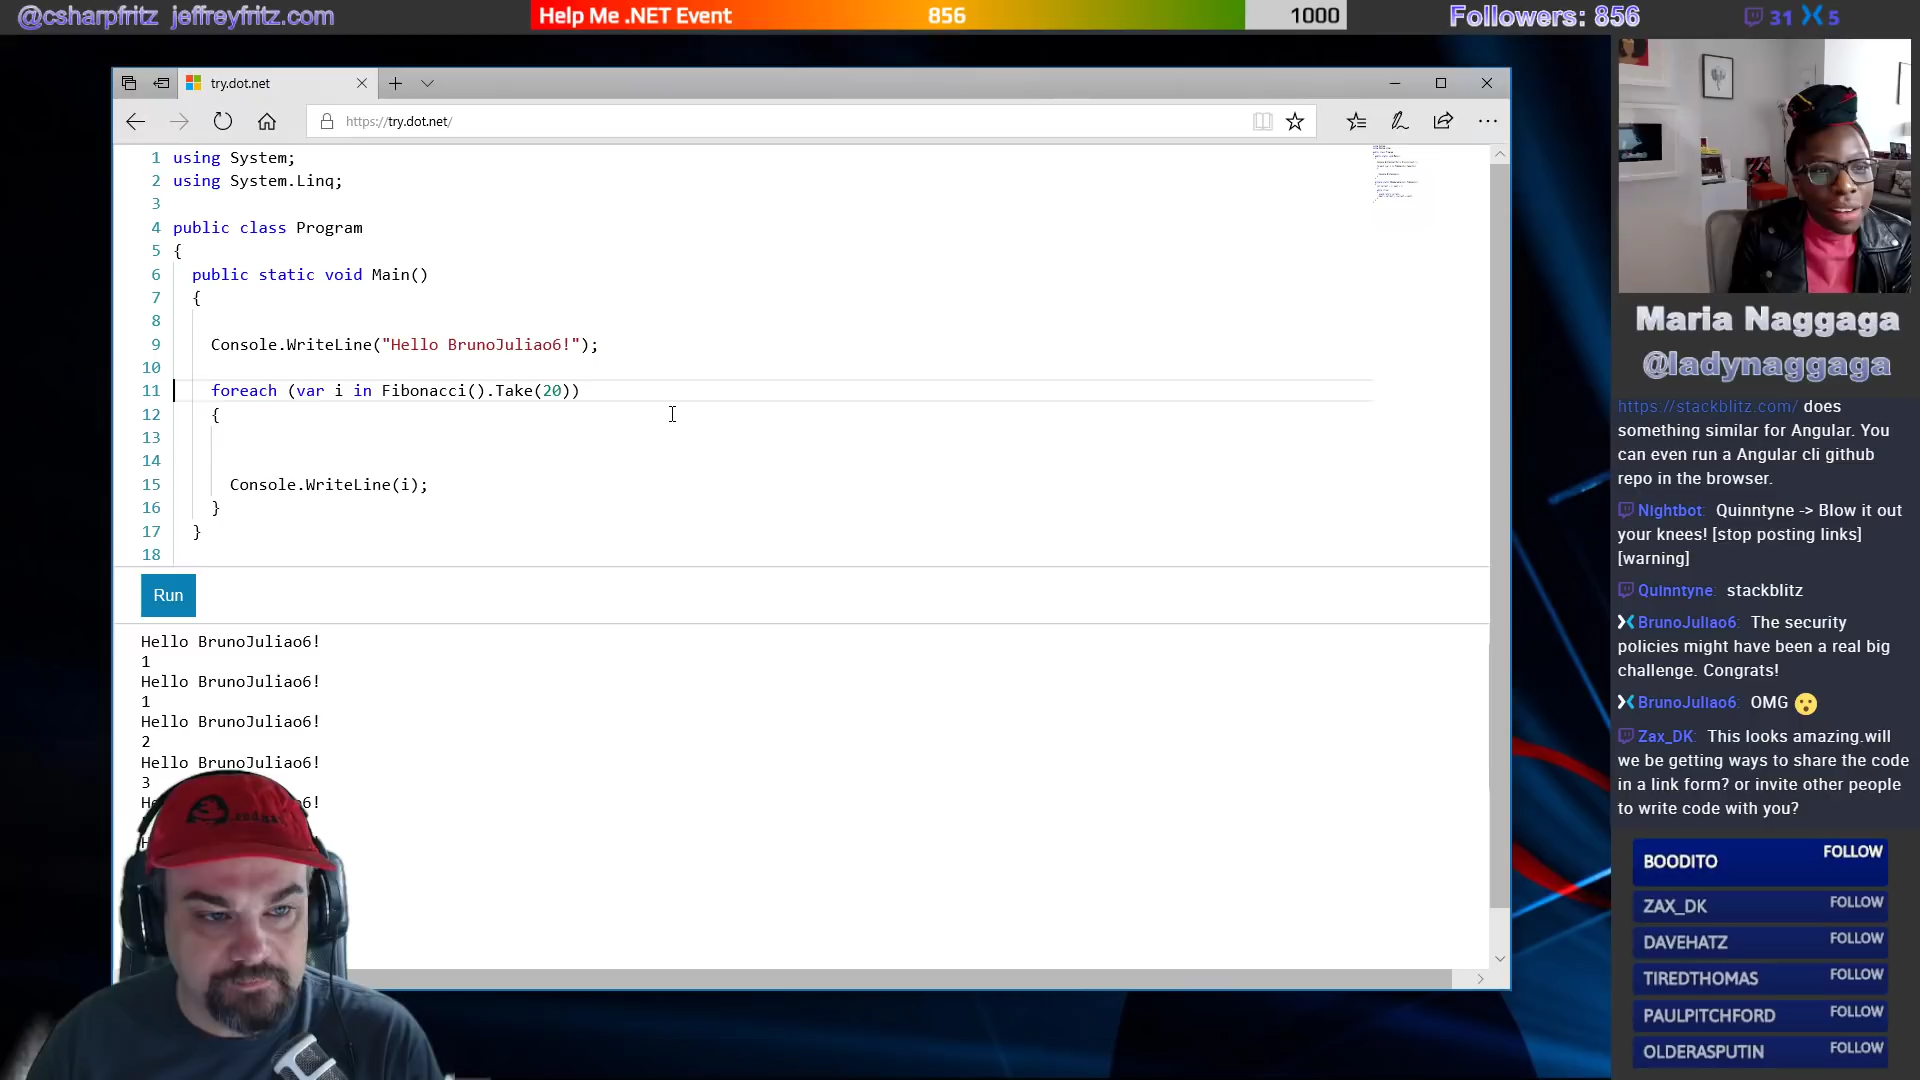 @csharpfritz jeffreyfritz.com
Help Me .NET Event 856 1000
Followers: 856
31 5
try.dot.net
https://try.dot.net/
1 using System;
2 using System.Linq;
3
4 public class Program
5 {
6 public static void Main()
7 {
8
9 Console.WriteLine("Hello BrunoJuliao6!");
10
11 foreach (var i in Fibonacci().Take(20))
12 {
13
14
15 Console.WriteLine(i);
16 }
17 }
18
Run
Hello BrunoJuliao6!
1
Hello BrunoJuliao6!
1
Hello BrunoJuliao6!
2
Hello BrunoJuliao6!
3
Maria Naggaga
@ladynaggaga
https://stackblitz.com/ does
something similar for Angular. You
can even run a Angular cli github
repo in the browser.
Nightbot: Quinntyne -> Blow it out
your knees! [stop posting links]
[warning]
Quinntyne: stackblitz
BrunoJuliao6: The security
policies might have been a real big
challenge. Congrats!
BrunoJuliao6: OMG
Zax_DK: This looks amazing.will
we be getting ways to share the code
in a link form? or invite other people
to write code with you?
BOODITO FOLLOW
ZAX_DK FOLLOW
DAVEHATZ FOLLOW
TIREDTHOMAS FOLLOW
PAULPITCHFORD FOLLOW
OLDERASPUTIN FOLLOW